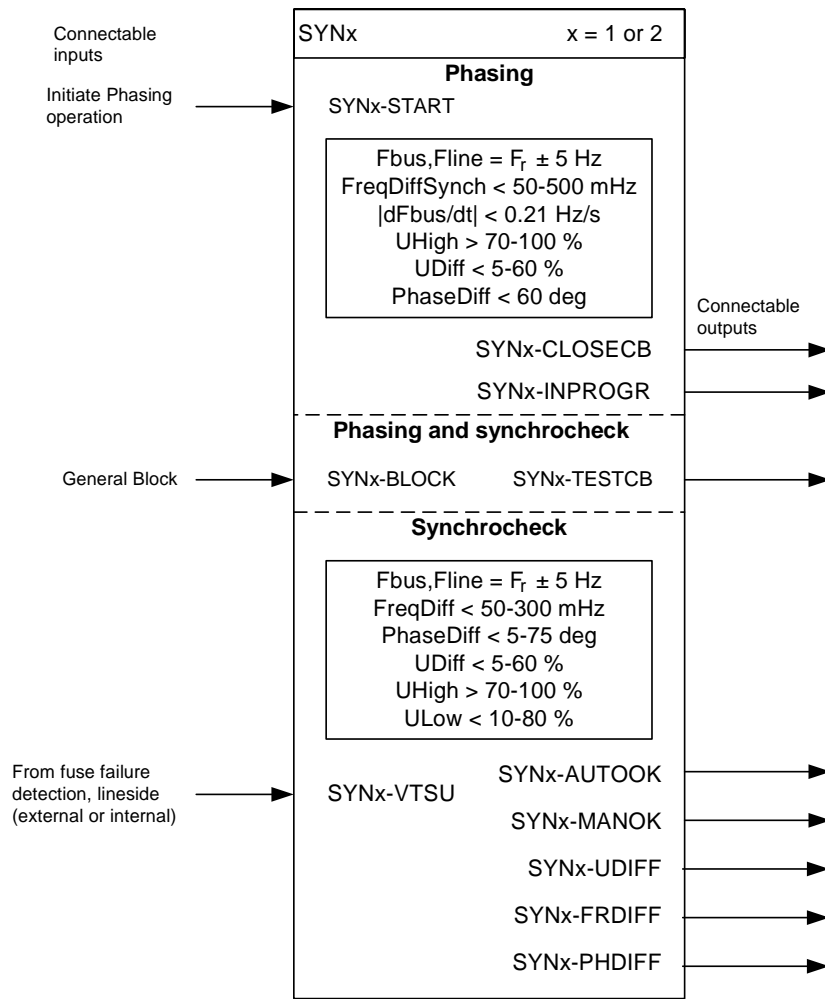 Connectable
inputs
SYNx x = 1 or 2
Phasing
Initiate Phasing
operation
SYNx-START
Fbus,Fline = Fr ± 5 Hz
FreqDiffSynch < 50-500 mHz
|dFbus/dt| < 0.21 Hz/s
UHigh > 70-100 %
UDiff < 5-60 %
PhaseDiff < 60 deg
Connectable
outputs
SYNx-CLOSECB
SYNx-INPROGR
Phasing and synchrocheck
General Block
SYNx-BLOCK SYNx-TESTCB
Synchrocheck
Fbus,Fline = Fr ± 5 Hz
FreqDiff < 50-300 mHz
PhaseDiff < 5-75 deg
UDiff < 5-60 %
UHigh > 70-100 %
ULow < 10-80 %
From fuse failure
detection, lineside
(external or internal)
SYNx-VTSU
SYNx-AUTOOK
SYNx-MANOK
SYNx-UDIFF
SYNx-FRDIFF
SYNx-PHDIFF